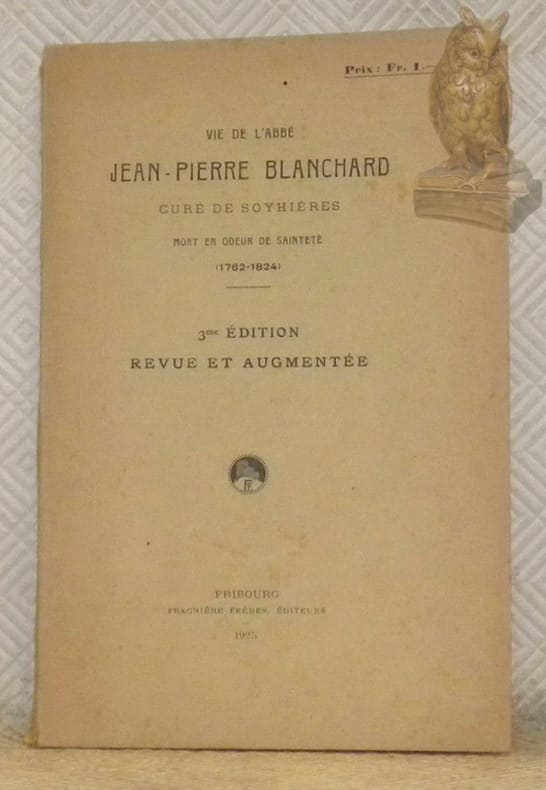 Prix : Fr. 1.—
VIE DE L'ABBÉ
JEAN-PIERRE BLANCHARD
CURÉ DE SOYHIÈRES
MORT EN ODEUR DE SAINTETÉ
(1762-1824)
3me ÉDITION
REVUE ET AUGMENTÉE
FRIBOURG
FRAGNIÈRE FRÈRES, ÉDITEURS
1925